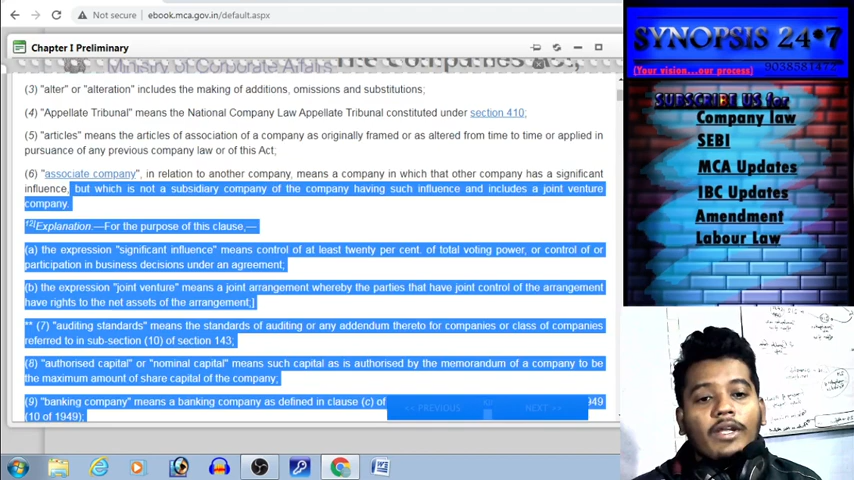 Not secure | ebook.mca.gov.in/default.aspx
Chapter I Preliminary
Ministry of Corporate Affairs
The Companies Act,
(3) "alter" or "alteration" includes the making of additions, omissions and substitutions;
(4) "Appellate Tribunal" means the National Company Law Appellate Tribunal constituted under section 410;
(5) "articles" means the articles of association of a company as originally framed or as altered from time to time or applied in
pursuance of any previous company law or of this Act;
(6) "associate company", in relation to another company, means a company in which that other company has a significant
influence, but which is not a subsidiary company of the company having such influence and includes a joint venture
company.
12[Explanation.—For the purpose of this clause,—
(a) the expression "significant influence" means control of at least twenty per cent. of total voting power, or control of or
participation in business decisions under an agreement;
(b) the expression "joint venture" means a joint arrangement whereby the parties that have joint control of the arrangement
have rights to the net assets of the arrangement;]
** (7) "auditing standards" means the standards of auditing or any addendum thereto for companies or class of companies
referred to in sub-section (10) of section 143;
(8) "authorised capital" or "nominal capital" means such capital as is authorised by the memorandum of a company to be
the maximum amount of share capital of the company;
(9) "banking company" means a banking company as defined in clause (c) of 949
(10 of 1949);
<< PREVIOUS NEXT >>
SYNOPSIS 24*7
9038581472
(Your vision...our process)
SUBSCRIBE US for
Company law
SEBI
MCA Updates
IBC Updates
Amendment
Labour Law